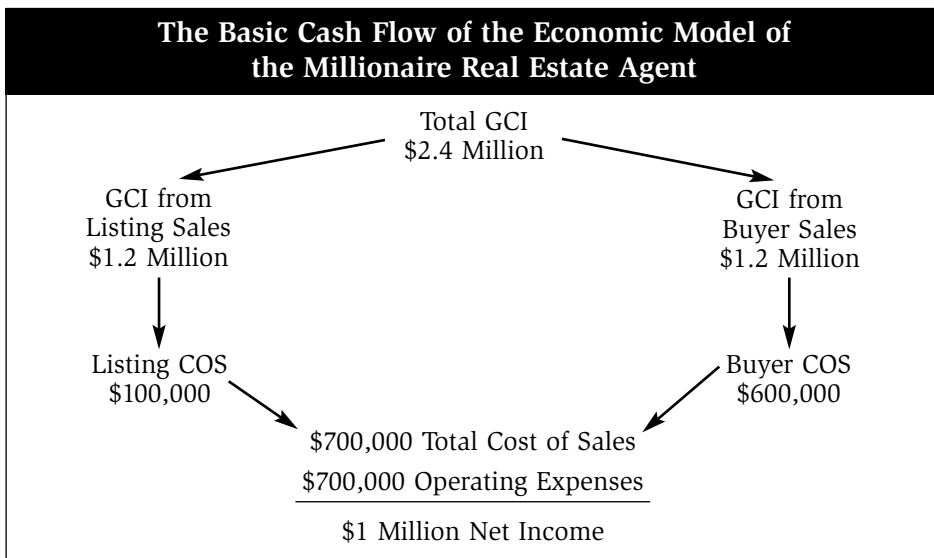 The Basic Cash Flow of the Economic Model of
the Millionaire Real Estate Agent
Total GCI
$2.4 Million
GCI from
Listing Sales
$1.2 Million
GCI from
Buyer Sales
$1.2 Million
Listing COS
$100,000
Buyer COS
$600,000
$700,000 Total Cost of Sales
$700,000 Operating Expenses
$1 Million Net Income